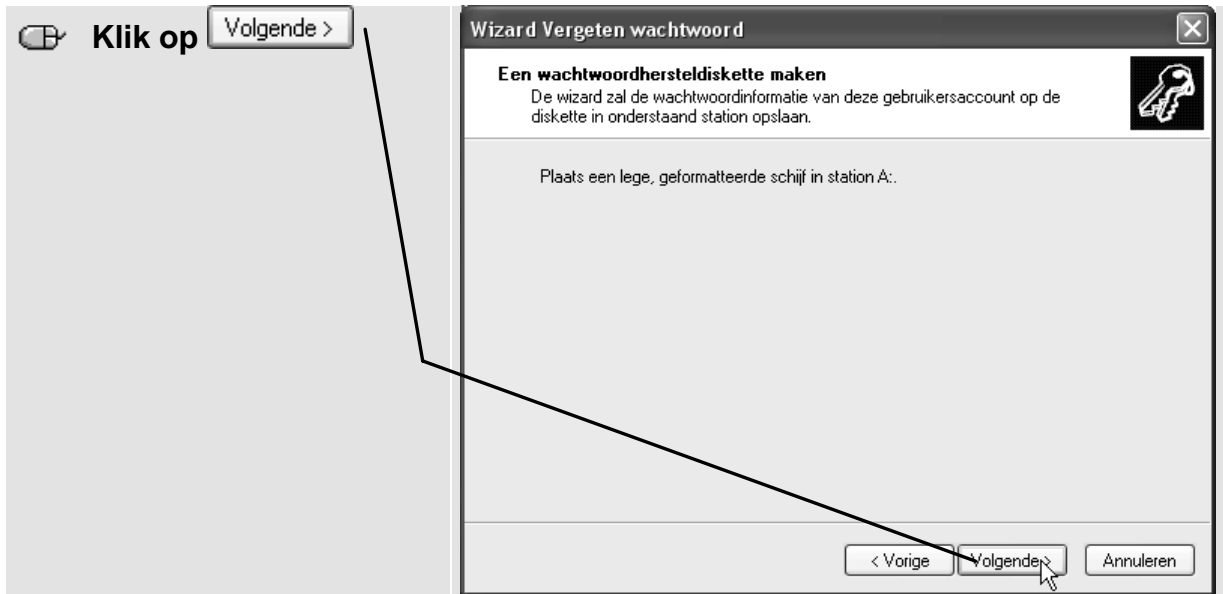 Klik op Volgende >
Wizard Vergeten wachtwoord
Een wachtwoordhersteldiskette maken
De wizard zal de wachtwoordinformatie van deze gebruikersaccount op de
diskette in onderstaand station opslaan.
Plaats een lege, geformatteerde schijf in station A:.
< Vorige Volgende > Annuleren